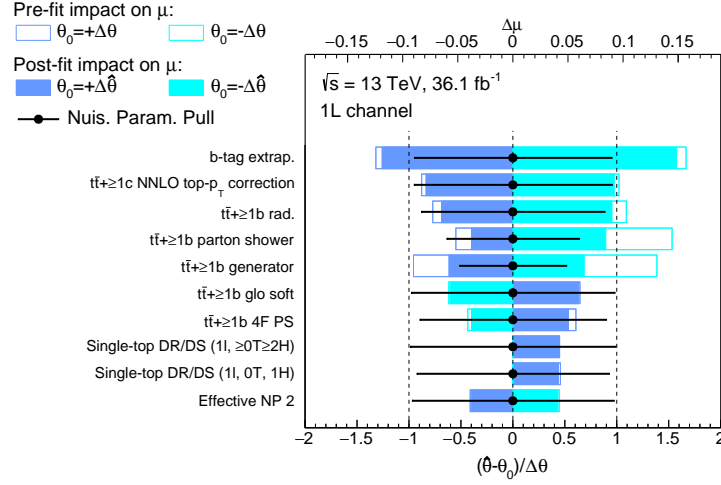 Pre-fit impact on μ:
θ₀=+Δθ θ₀=-Δθ
Post-fit impact on μ:
θ₀=+Δθ̂ θ₀=-Δθ̂
Nuis. Param. Pull
Δμ
−0.15 −0.1 −0.05 0 0.05 0.1 0.15
√s = 13 TeV, 36.1 fb⁻¹
1L channel
b-tag extrap.
tt̄+≥1c NNLO top-p_T correction
tt̄+≥1b rad.
tt̄+≥1b parton shower
tt̄+≥1b generator
tt̄+≥1b glo soft
tt̄+≥1b 4F PS
Single-top DR/DS (1l, ≥0T≥2H)
Single-top DR/DS (1l, 0T, 1H)
Effective NP 2
−2 −1.5 −1 −0.5 0 0.5 1 1.5 2
(θ̂-θ₀)/Δθ